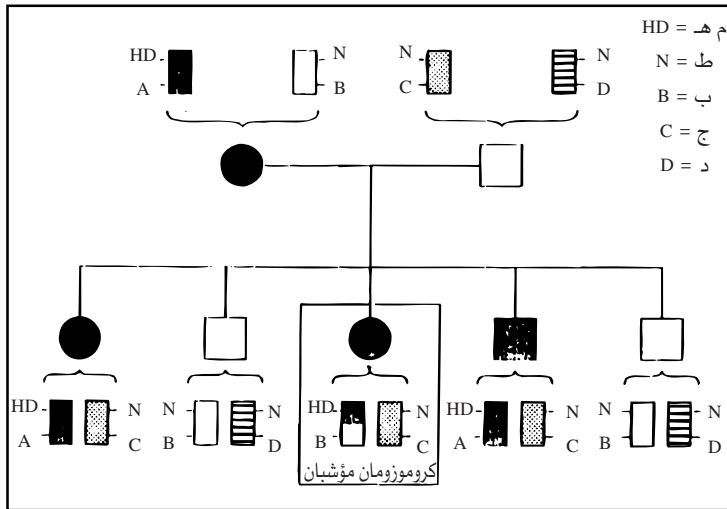 HD = م هـ
N = ط
B = ب
C = ج
D = د
HD N N N
A B C D
HD N N N HD N HD N N N
A C B D B C A C B D
كروموزومان مؤشبان